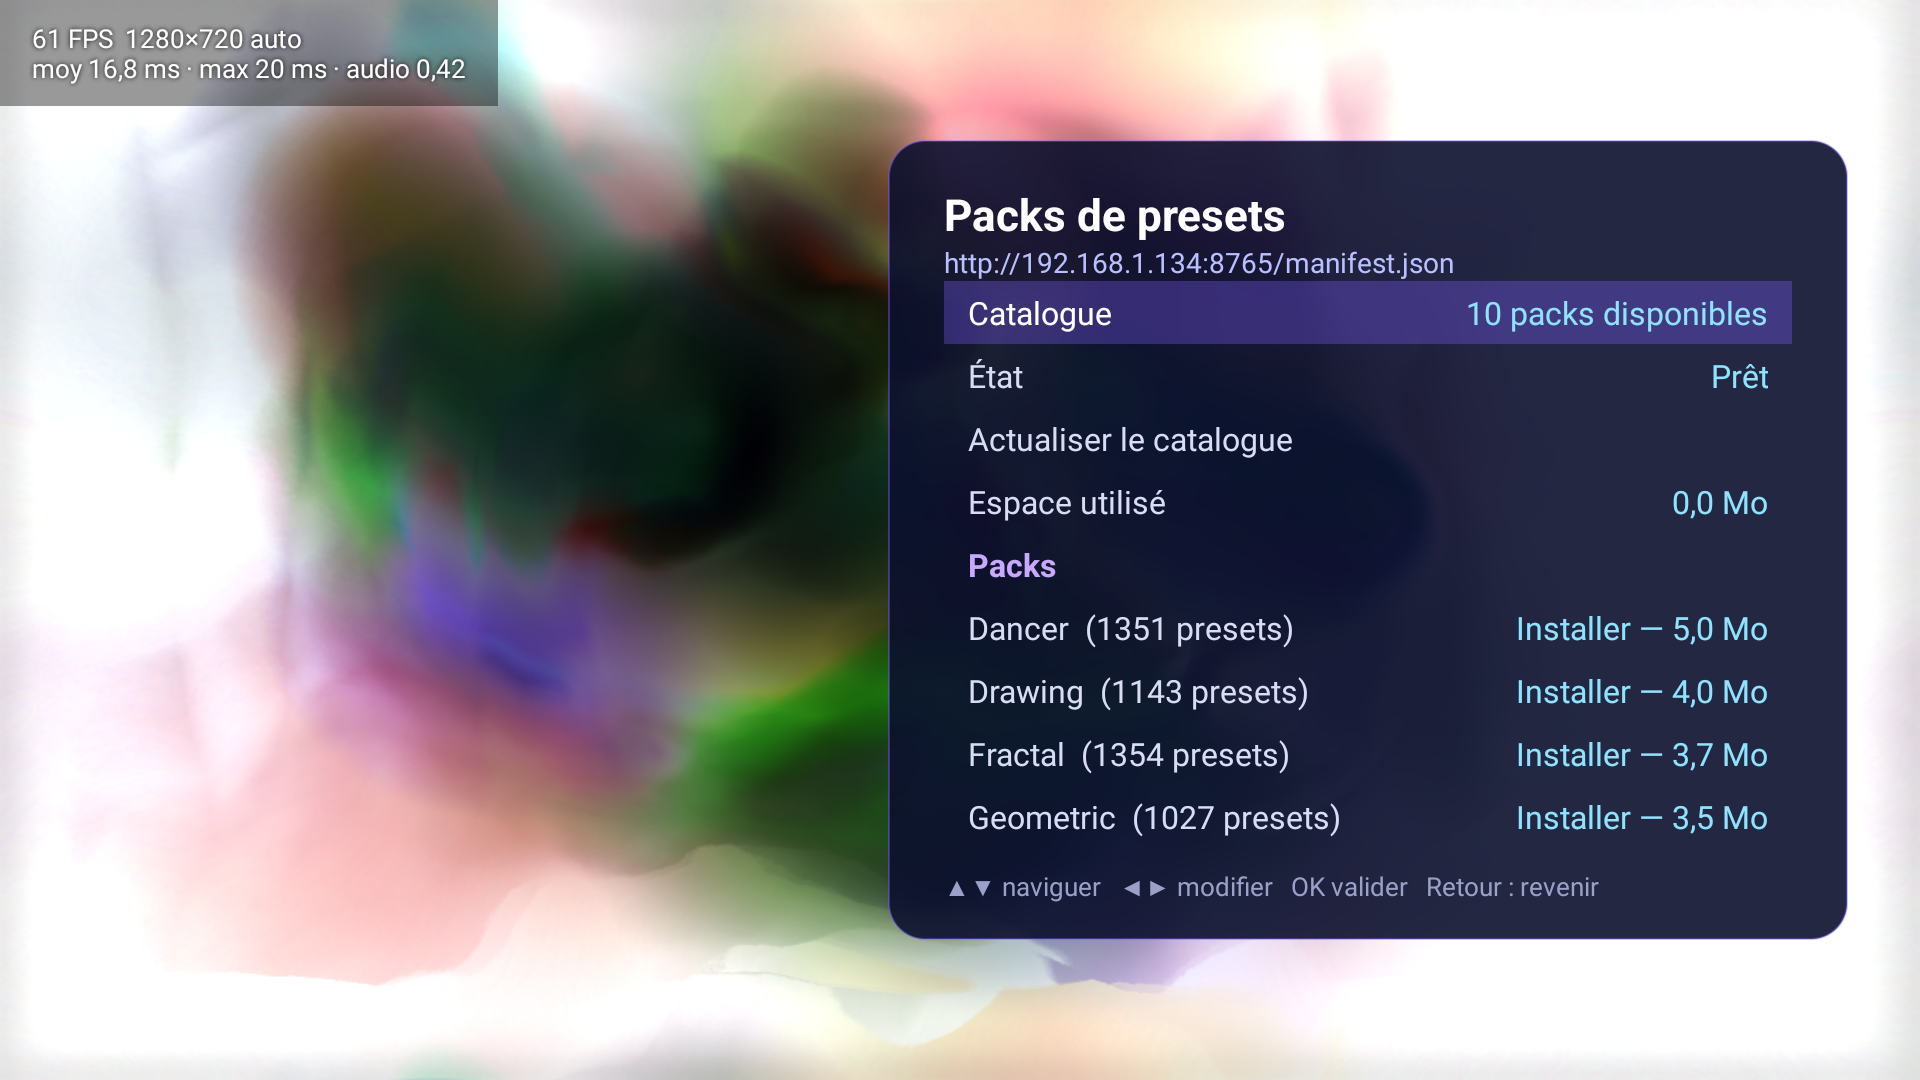 61 FPS 1280×720 auto
moy 16,8 ms · max 20 ms · audio 0,42
Packs de presets
http://192.168.1.134:8765/manifest.json
Catalogue 10 packs disponibles
État Prêt
Actualiser le catalogue
Espace utilisé 0,0 Mo
Packs
Dancer (1351 presets) Installer — 5,0 Mo
Drawing (1143 presets) Installer — 4,0 Mo
Fractal (1354 presets) Installer — 3,7 Mo
Geometric (1027 presets) Installer — 3,5 Mo
▲▼ naviguer ◄ ► modifier OK valider Retour : revenir